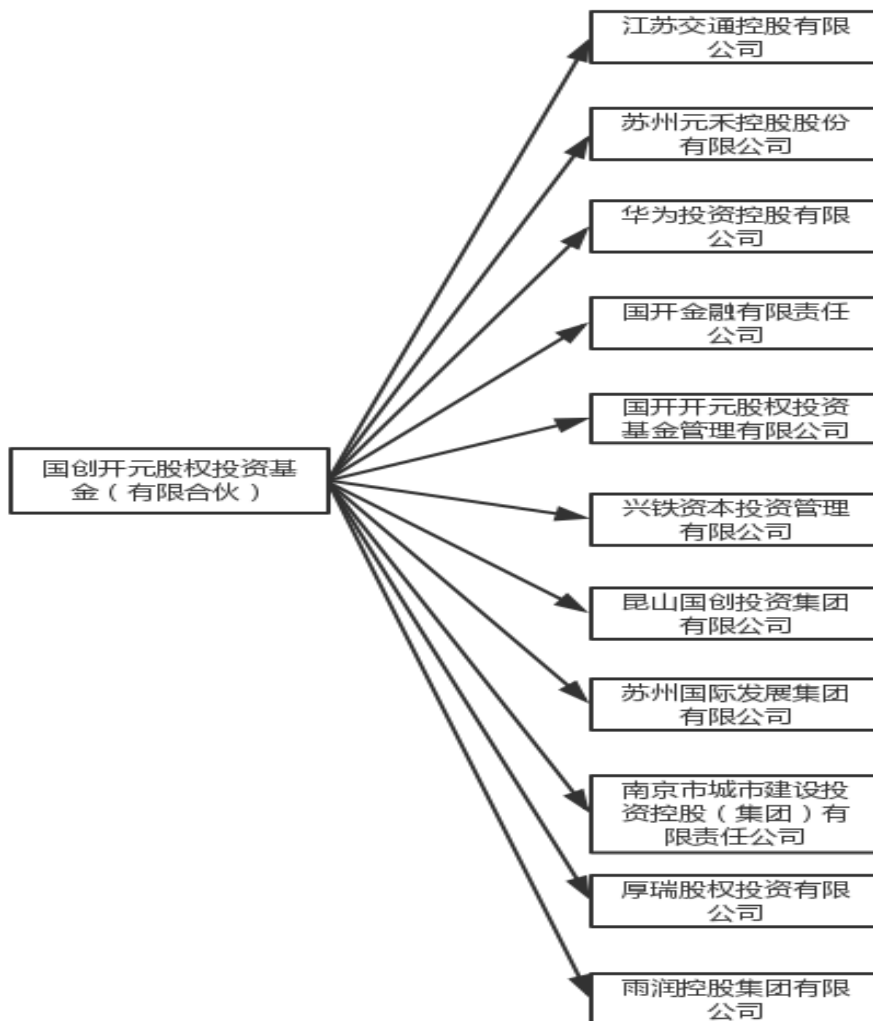 江苏交通控股有限
公司
苏州元禾控股股份
有限公司
华为投资控股有限
公司
国开金融有限责任
公司
国开开元股权投资
基金管理有限公司
国创开元股权投资基
金（有限合伙）
兴铁资本投资管理
有限公司
昆山国创投资集团
有限公司
苏州国际发展集团
有限公司
南京市城市建设投
资控股（集团）有
限责任公司
厚瑞股权投资有限
公司
雨润控股集团有限
公司